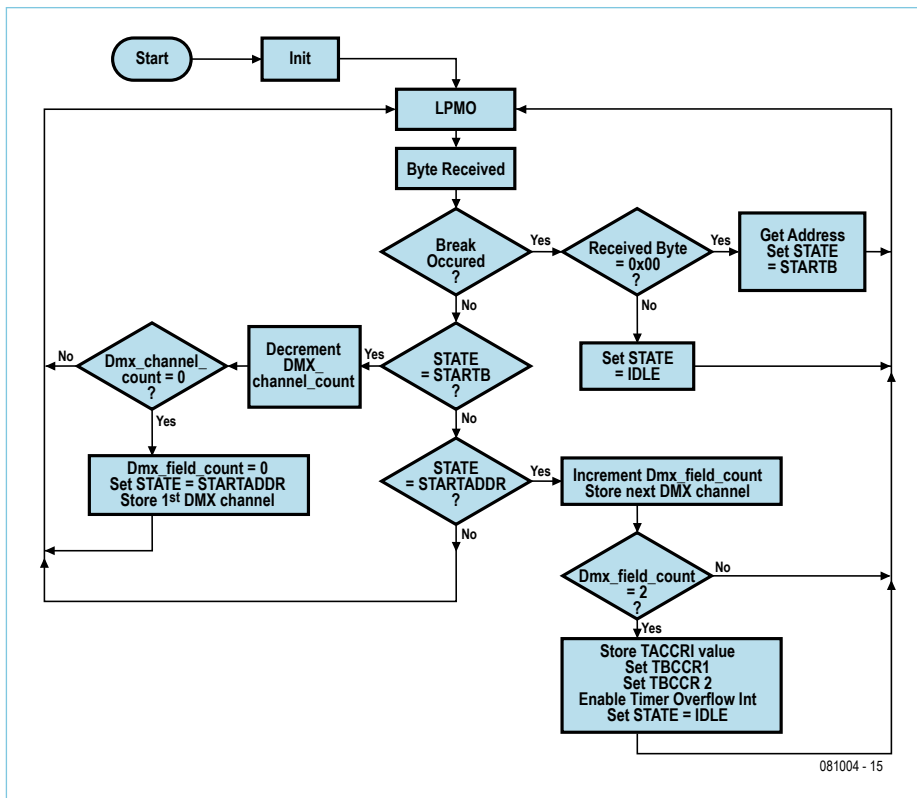 Start
Init
LPMO
Byte Received
Break
Occured
?
Yes
Received Byte
= 0x00
?
Yes
Get Address
Set STATE
= STARTB
No
No
Set STATE
= IDLE
STATE
= STARTB
?
Yes
Decrement
DMX_
channel_count
Dmx_channel_
count = 0
?
No
Yes
Dmx_field_count = 0
Set STATE = STARTADDR
Store 1st DMX channel
No
STATE
= STARTADDR
?
Yes
Increment Dmx_field_count
Store next DMX channel
No
Dmx_field_count
= 2
?
No
Yes
Store TACCRI value
Set TBCCR1
Set TBCCR 2
Enable Timer Overflow Int
Set STATE = IDLE
081004 - 15